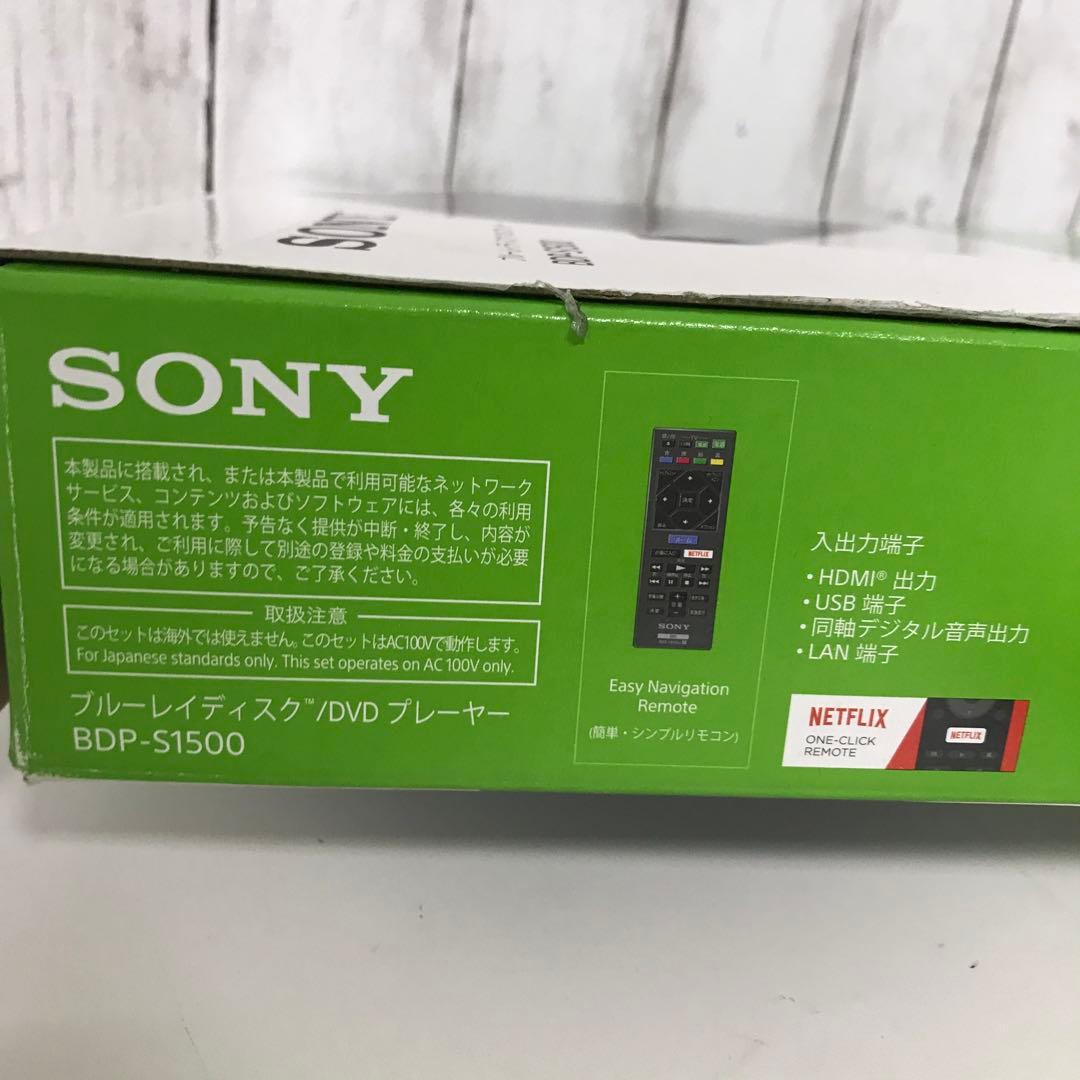 SONY
SONY
本製品に搭載され、または本製品で利用可能なネットワーク
サービス、コンテンツおよびソフトウェアには、各々の利用
条件が適用されます。予告なく提供が中断・終了し、内容が
変更され、ご利用に際して別途の登録や料金の支払いが必要
になる場合がありますので、ご了承ください。
取扱注意
このセットは海外では使えません。このセットはAC100Vで動作します。
For Japanese standards only. This set operates on AC 100V only.
ブルーレイディスク™/DVD プレーヤー
BDP-S1500
決定
ホーム
NETFLIX
SONY
Easy Navigation
Remote
(簡単・シンプルリモコン)
入出力端子
• HDMI® 出力
• USB 端子
• 同軸デジタル音声出力
• LAN 端子
NETFLIX
ONE-CLICK
REMOTE
NETFLIX